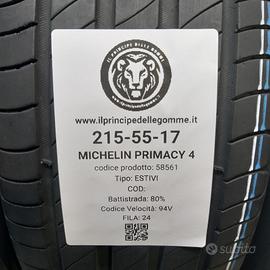 IL PRINCIPE DELLE GOMME
www.ilprincipedellegomme.it
215-55-17
MICHELIN PRIMACY 4
codice prodotto: 58561
Tipo: ESTIVI
COD:
Battistrada: 80%
Codice Velocità: 94V
FILA: 24
subito